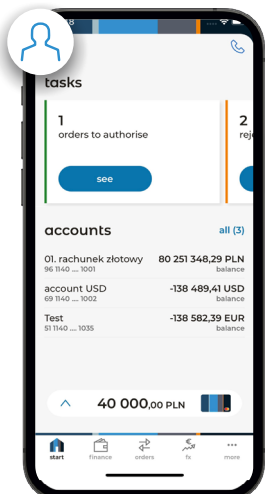 tasks
1
orders to authorise
see
2
rej
accounts
all (3)
01. rachunek złotowy
80 251 348,29 PLN
96 1140 .... 1001
balance
account USD
-138 489,41 USD
69 1140 .... 1002
balance
Test
-138 582,39 EUR
51 1140 .... 1035
balance
40 000,00 PLN
start
finance
orders
fx
more